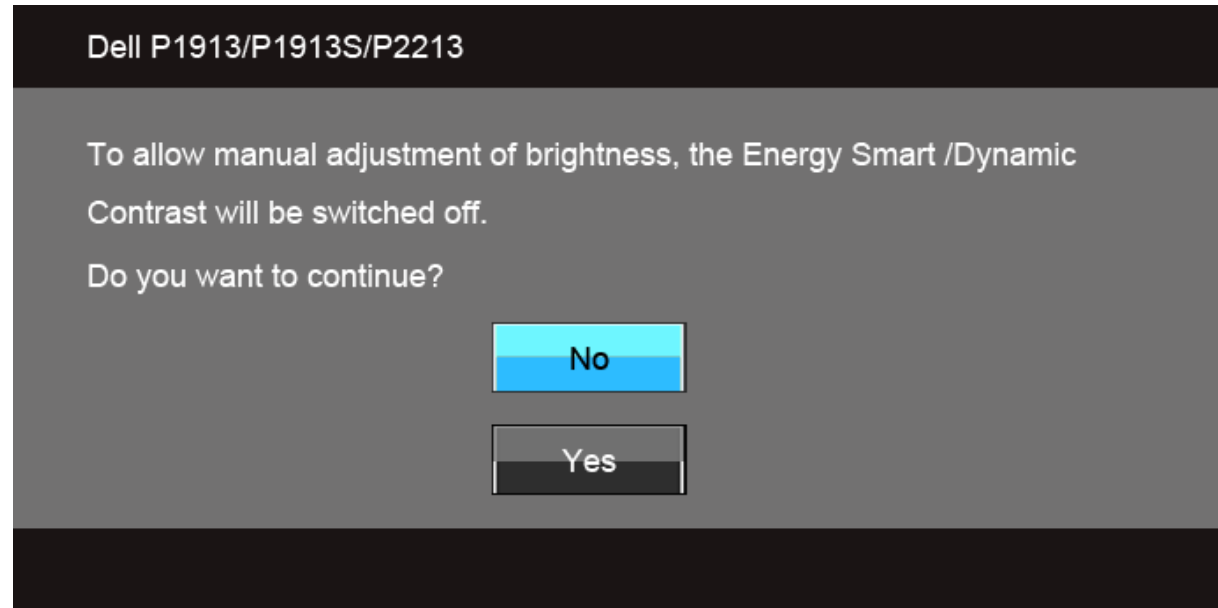 Dell P1913/P1913S/P2213
To allow manual adjustment of brightness, the Energy Smart /Dynamic
Contrast will be switched off.
Do you want to continue?
No
Yes